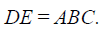 DE = ABC.